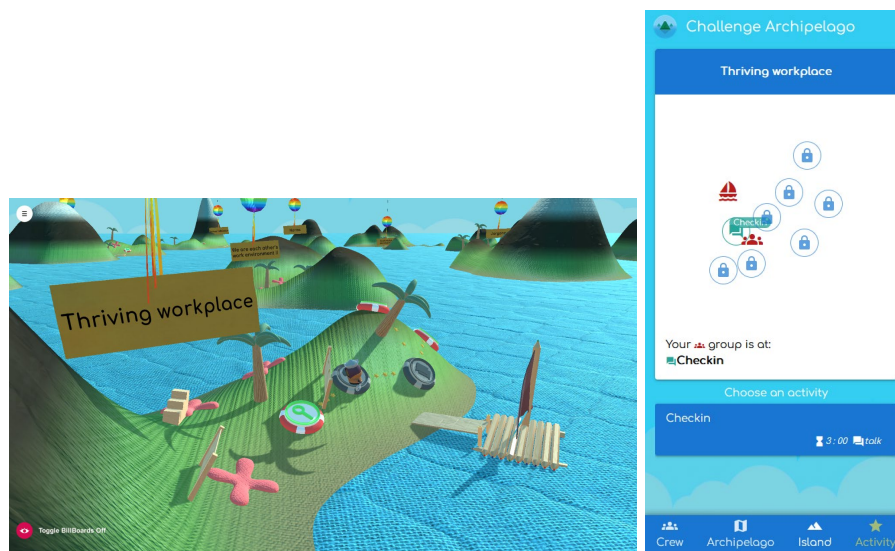 We are each other's
work environment !!
Thriving workplace
Toggle BillBoards Off
Challenge Archipelago
Thriving workplace
Checki...
Your group is at:
Checkin
Choose an activity
Checkin
3:00 talk
Crew Archipelago Island Activity